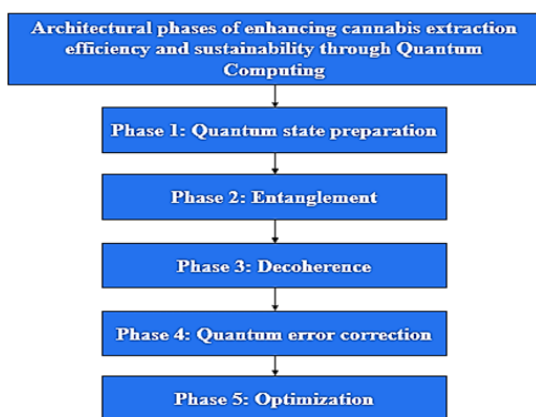 Architectural phases of enhancing cannabis extraction
efficiency and sustainability through Quantum
Computing
Phase 1: Quantum state preparation
Phase 2: Entanglement
Phase 3: Decoherence
Phase 4: Quantum error correction
Phase 5: Optimization